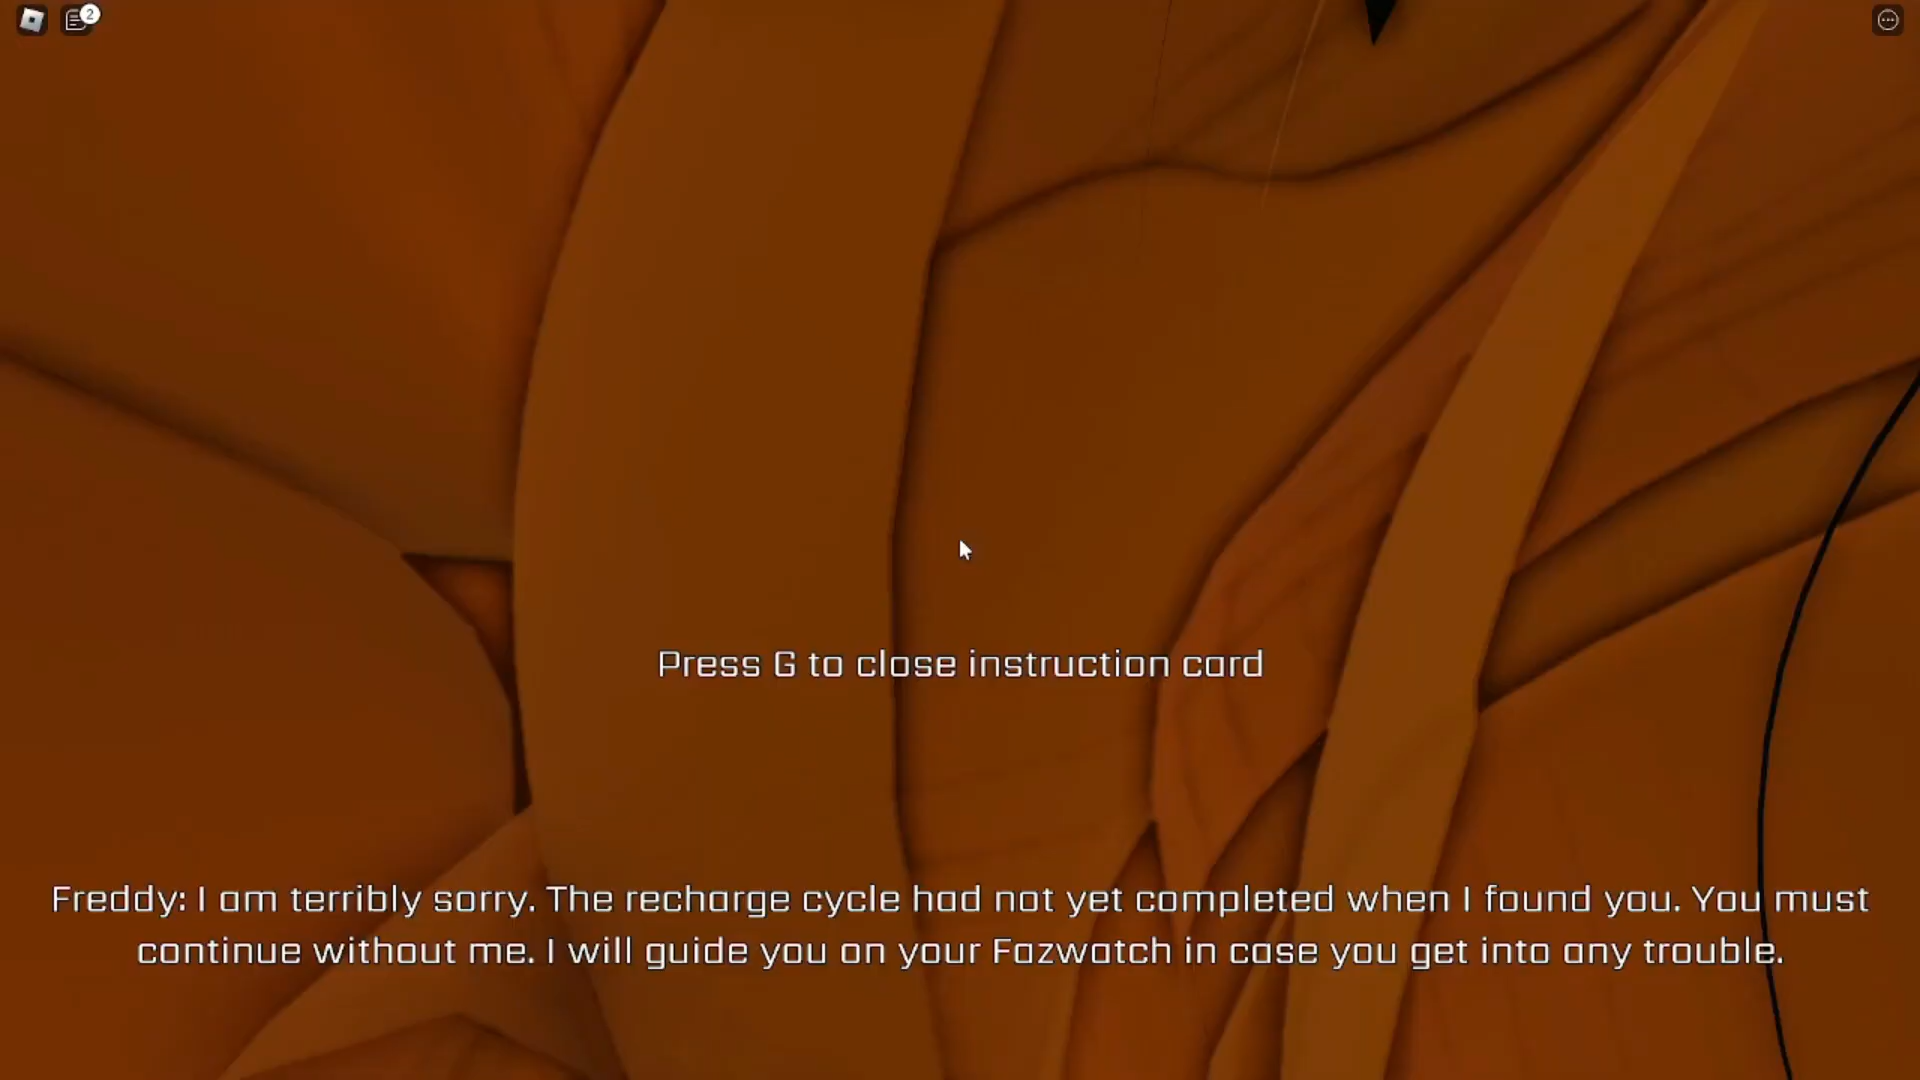 2
Press G to close instruction card
Freddy: I am terribly sorry. The recharge cycle had not yet completed when I found you. You must
continue without me. I will guide you on your Fazwatch in case you get into any trouble.